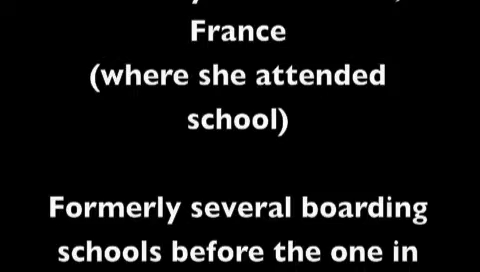 France
(where she attended
school)
Formerly several boarding
schools before the one in